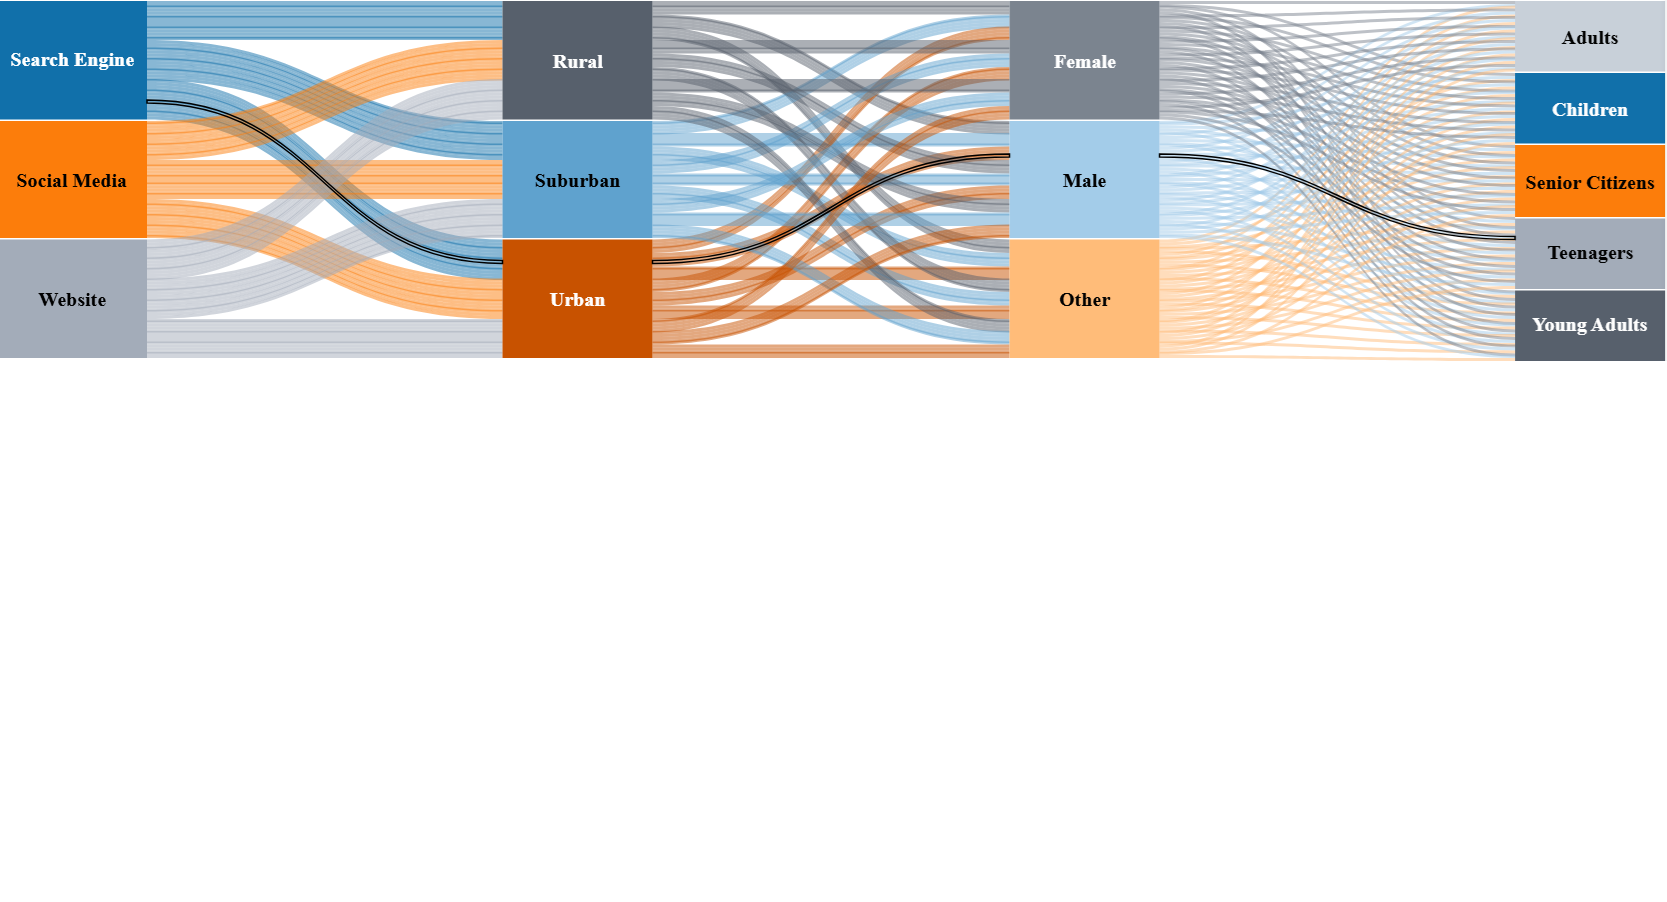 Search Engine
Social Media
Website
Rural
Suburban
Urban
Female
Male
Other
Adults
Children
Senior Citizens
Teenagers
Young Adults